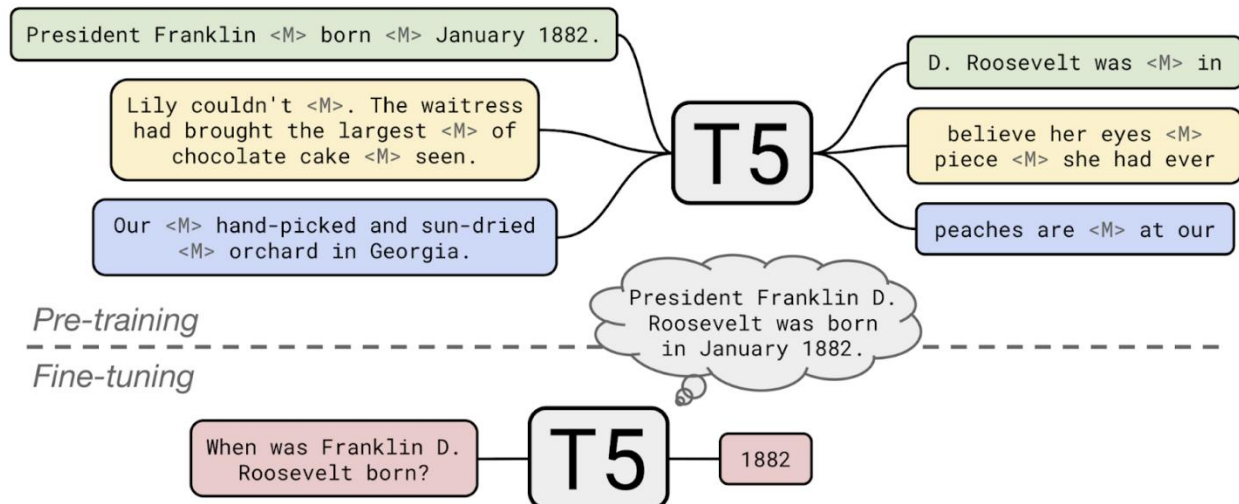 President Franklin <M> born <M> January 1882.
Lily couldn't <M>. The waitress
had brought the largest <M> of
chocolate cake <M> seen.
Our <M> hand-picked and sun-dried
<M> orchard in Georgia.
T5
D. Roosevelt was <M> in
believe her eyes <M>
piece <M> she had ever
peaches are <M> at our
President Franklin D.
Roosevelt was born
in January 1882.
Pre-training
Fine-tuning
When was Franklin D.
Roosevelt born?
T5
1882